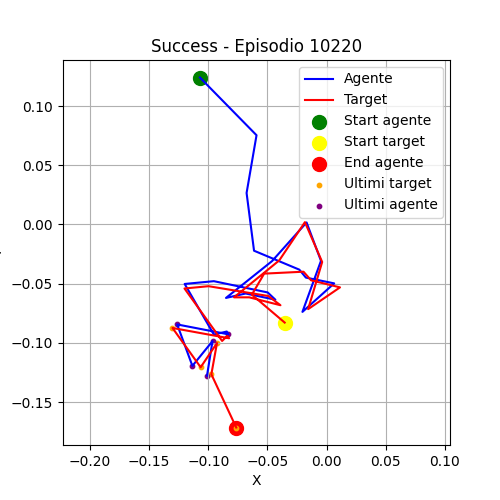 Success - Episodio 10220
Agente
Target
Start agente
Start target
End agente
Ultimi target
Ultimi agente
0.10
0.05
0.00
−0.05
−0.10
−0.15
−0.20
−0.15
−0.10
−0.05
0.00
0.05
0.10
X